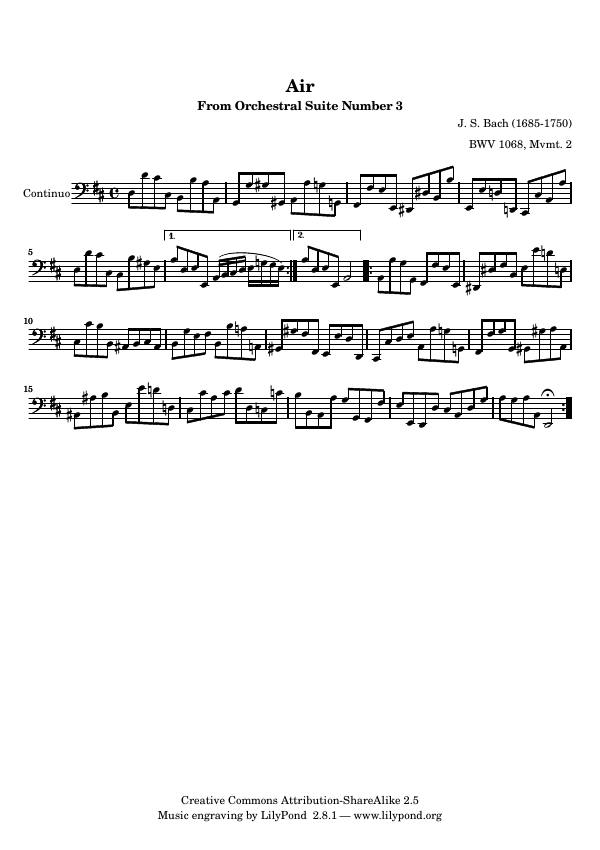 Air
From Orchestral Suite Number 3
J. S. Bach (1685-1750)
BWV 1068, Mvmt. 2
Continuo
1.
2.
5
10
15
Creative Commons Attribution-ShareAlike 2.5
Music engraving by LilyPond 2.8.1 — www.lilypond.org